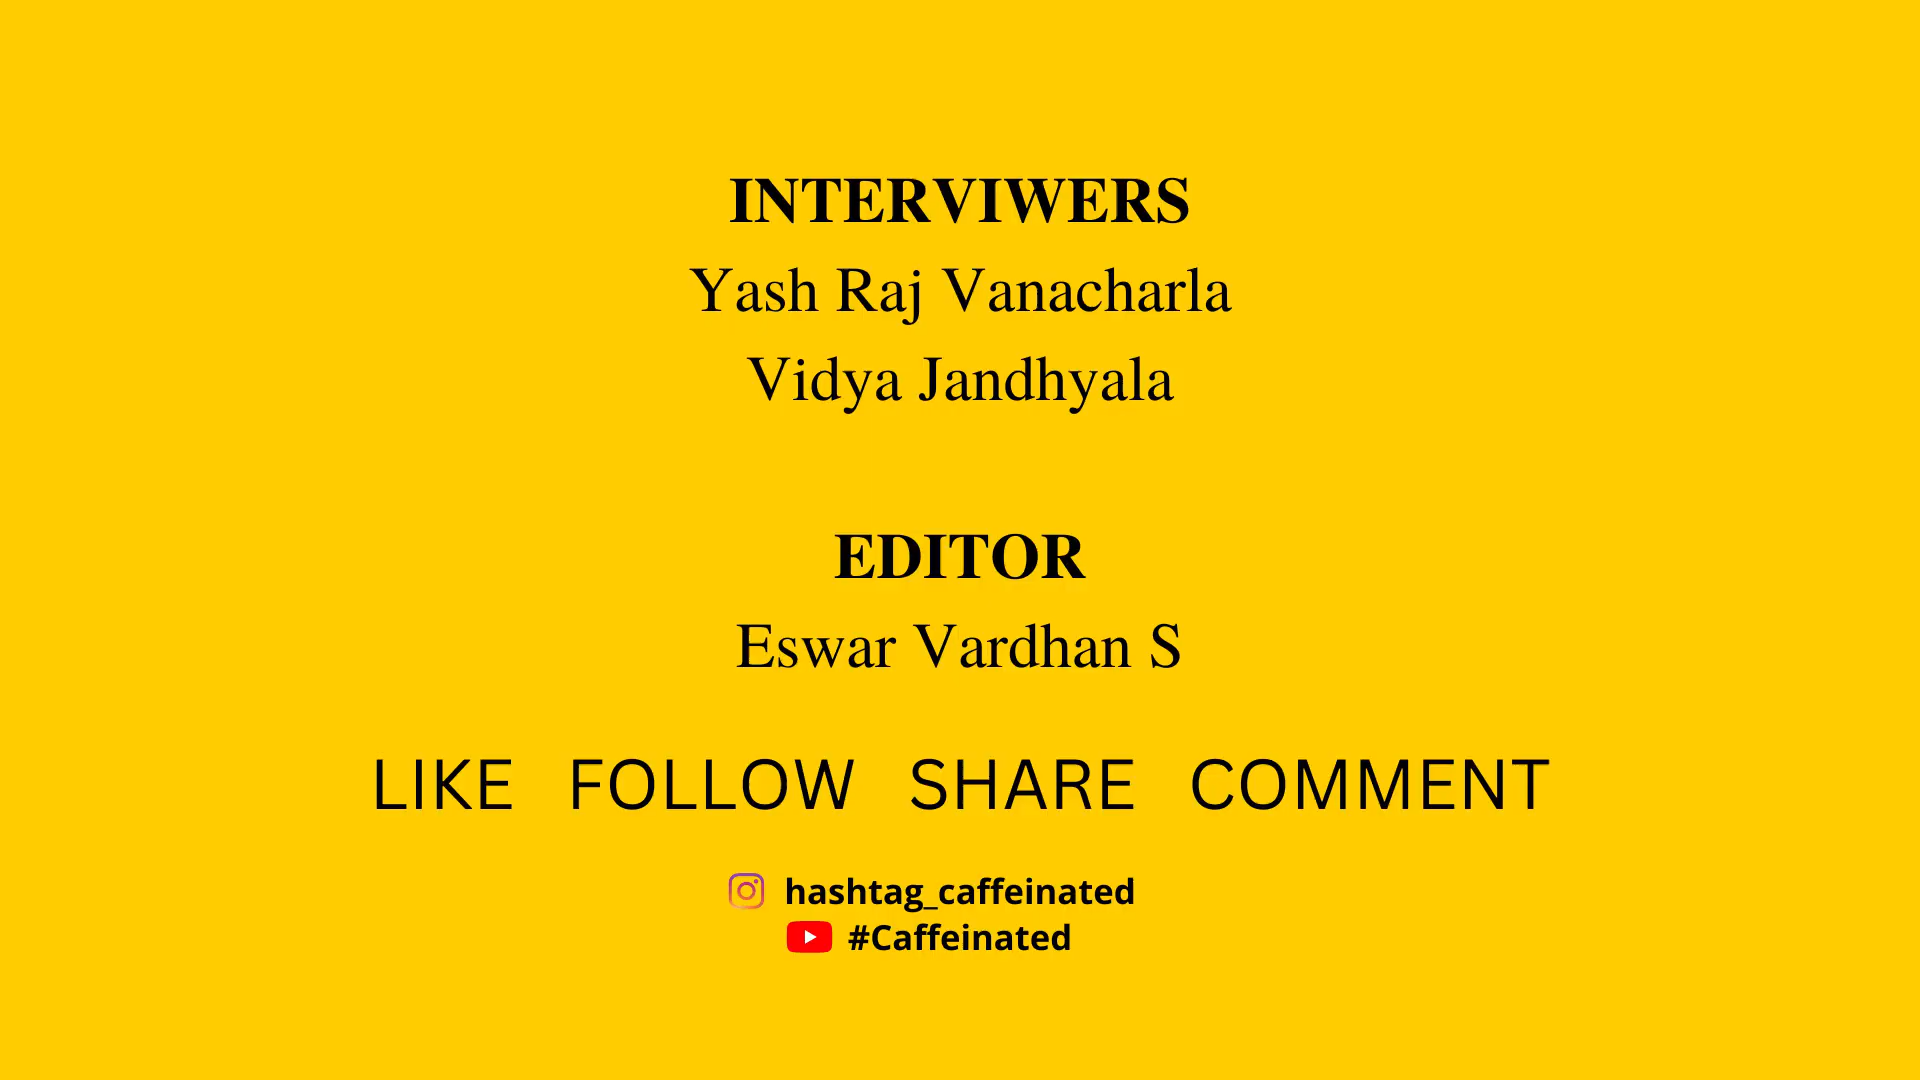 INTERVIWERS
Yash Raj Vanacharla
Vidya Jandhyala
EDITOR
Eswar Vardhan S
LIKE FOLLOW SHARE COMMENT
hashtag_caffeinated
#Caffeinated